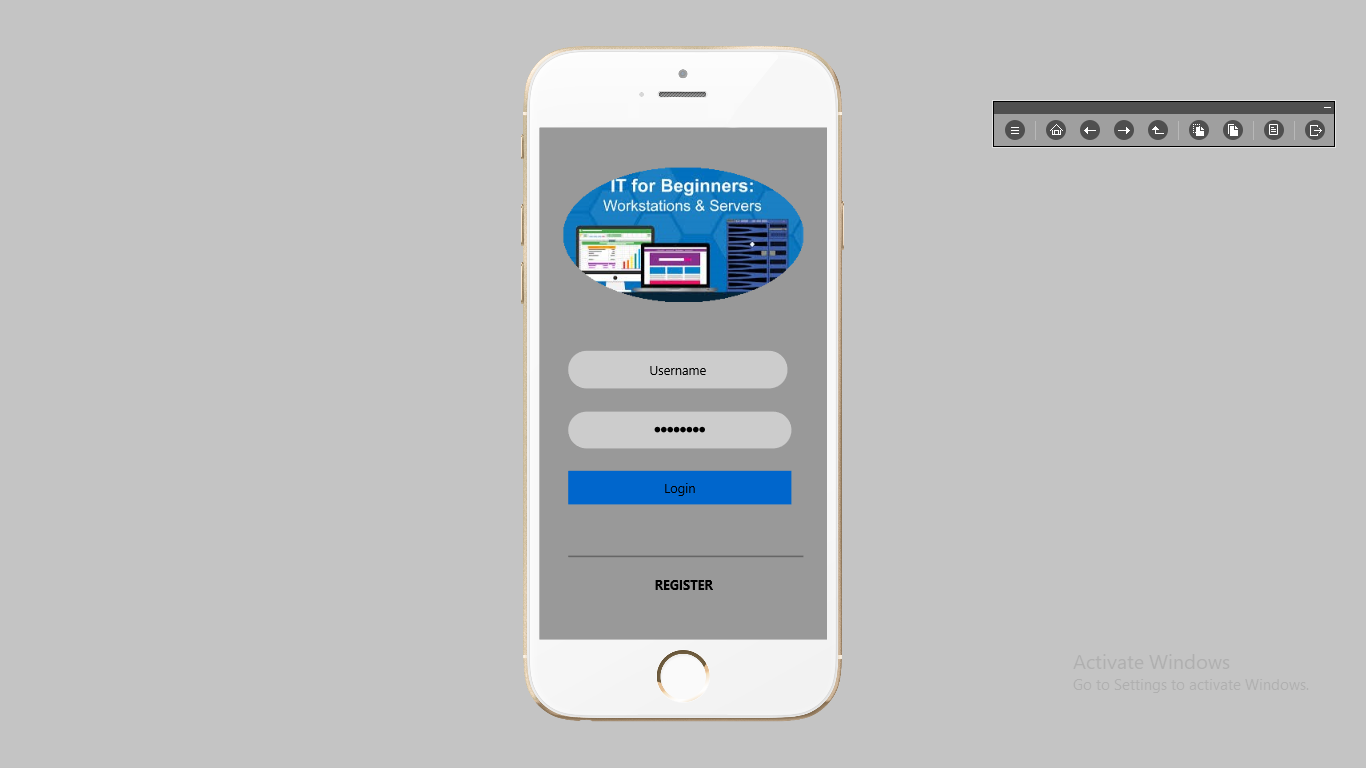 IT for Beginners:
Workstations & Servers
Username
••••••••
Login
REGISTER
Activate Windows
Go to Settings to activate Windows.